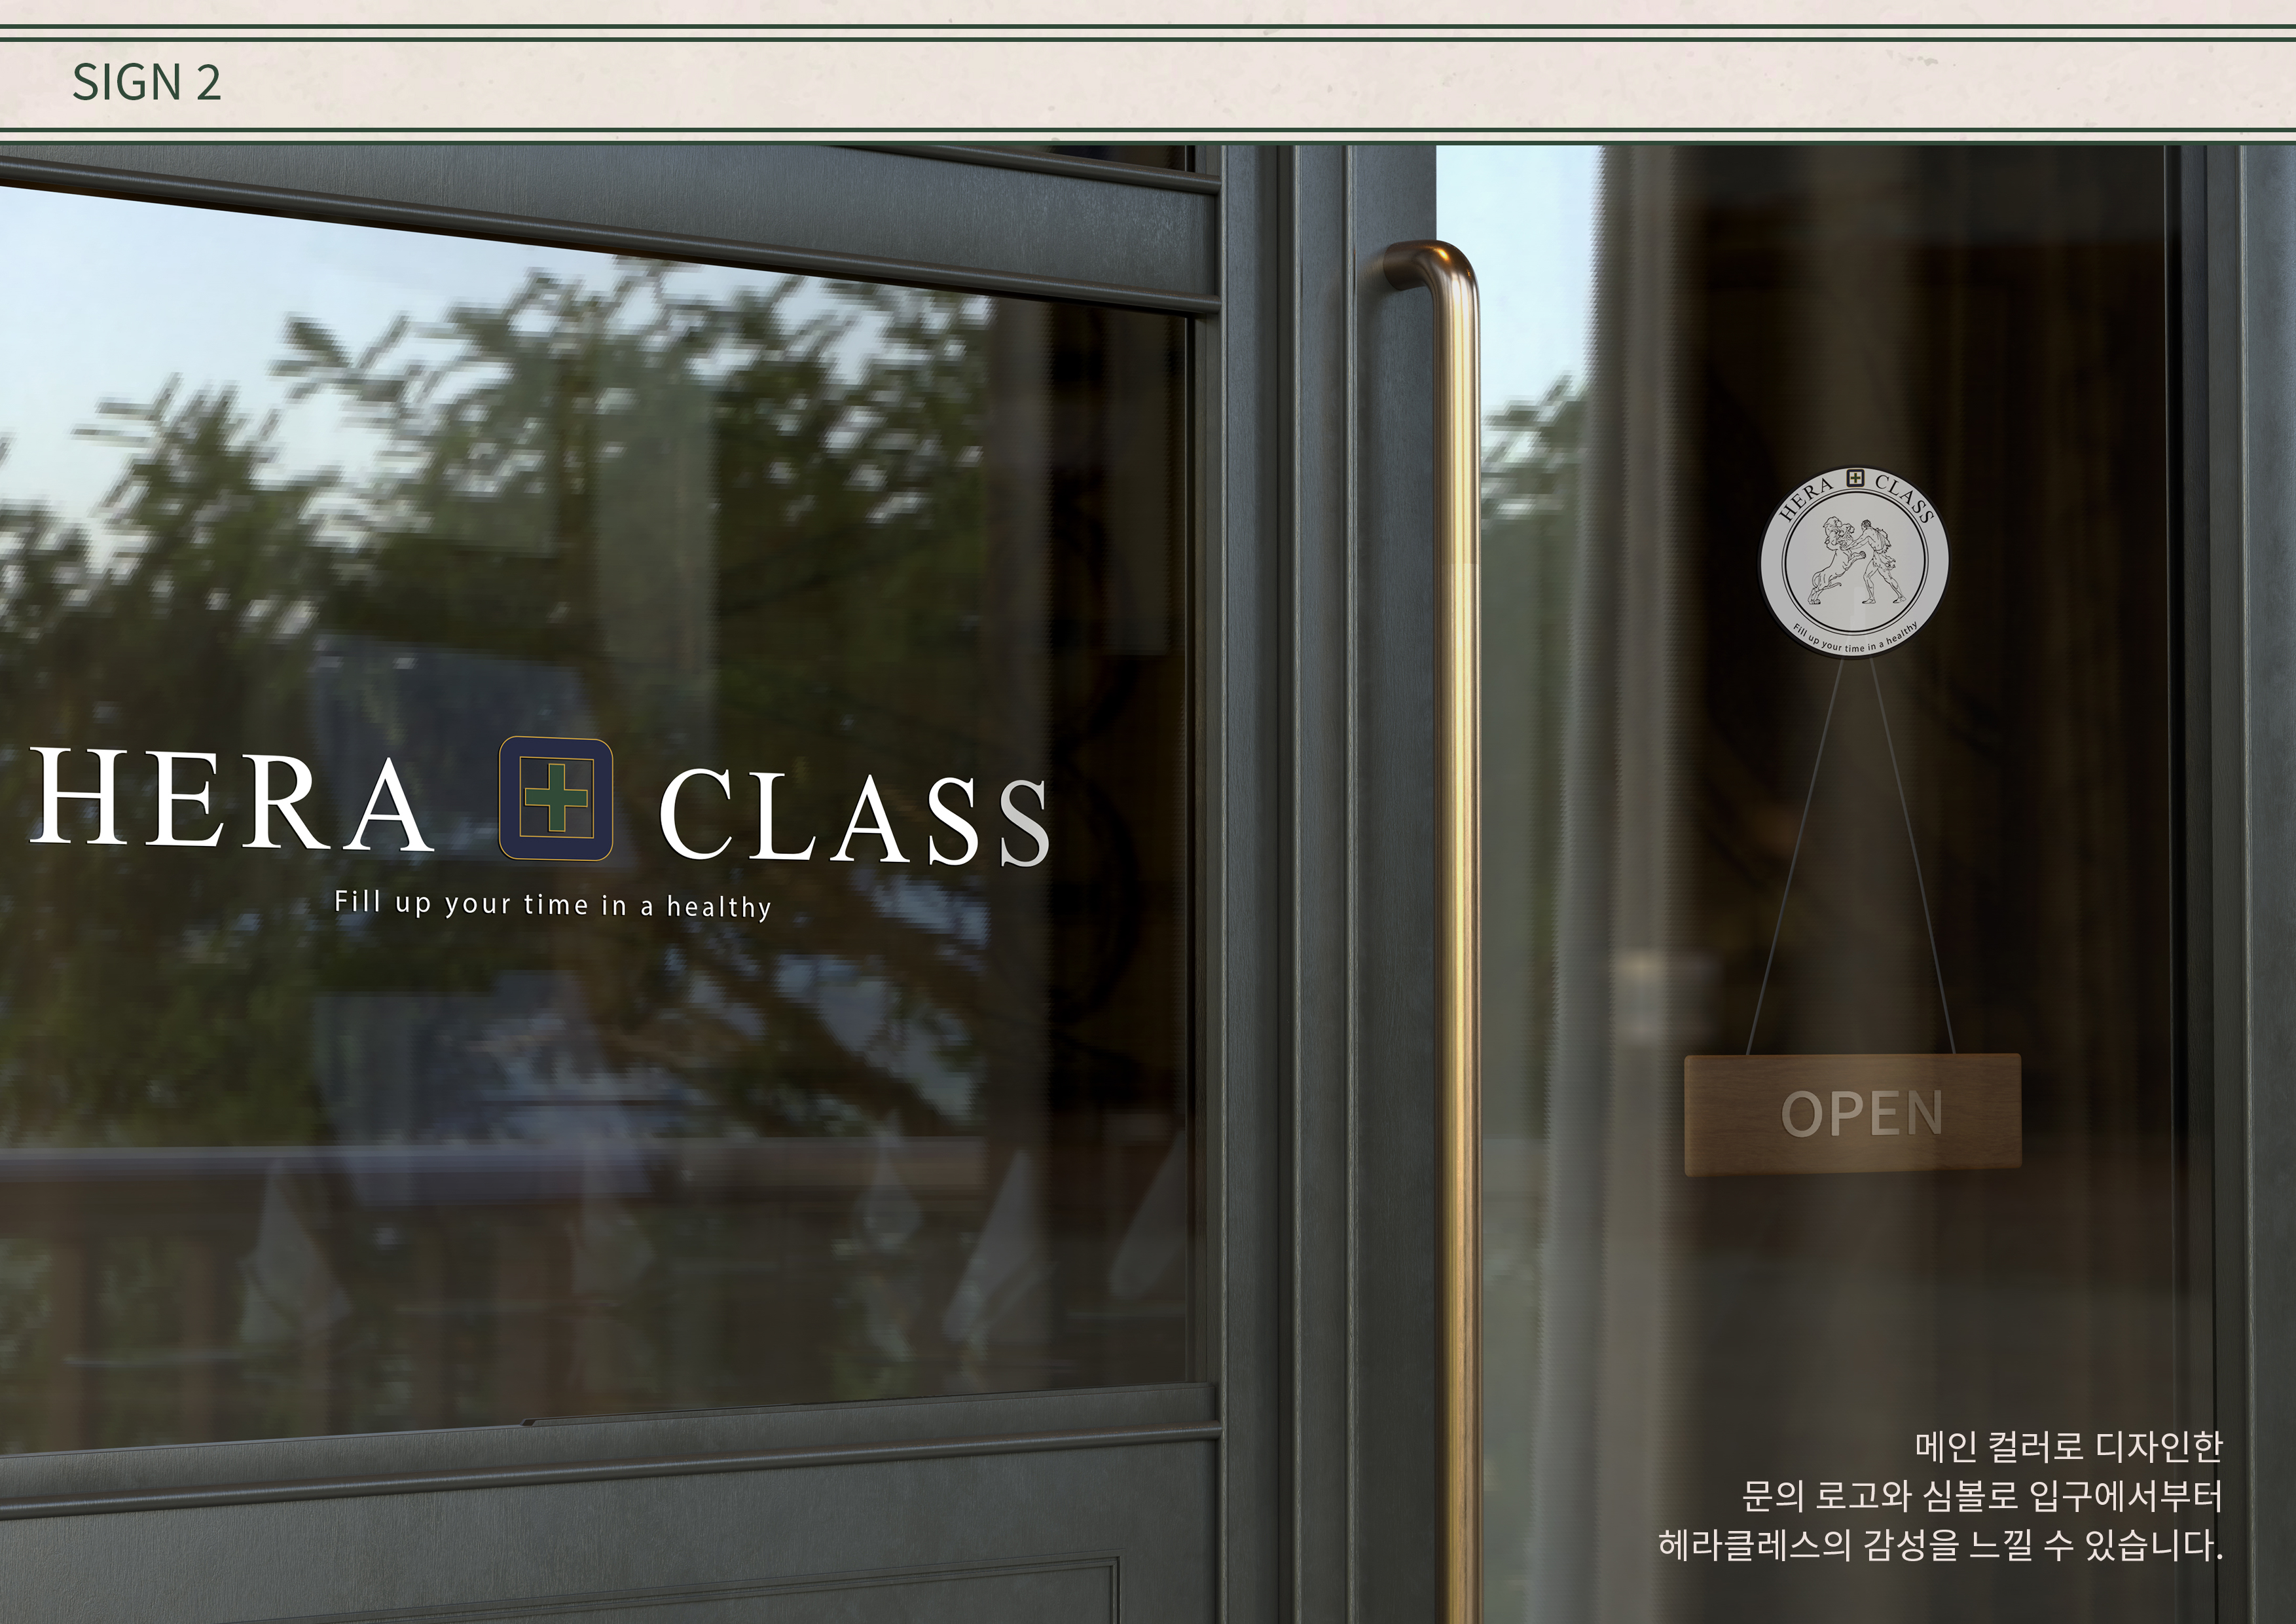 SIGN 2
HERA CLASS
Fill up your time in a healthy
HERA CLASS
Fill up your time in a healthy
OPEN
메인 컬러로 디자인한
문의 로고와 심볼로 입구에서부터
헤라클레스의 감성을 느낄 수 있습니다.